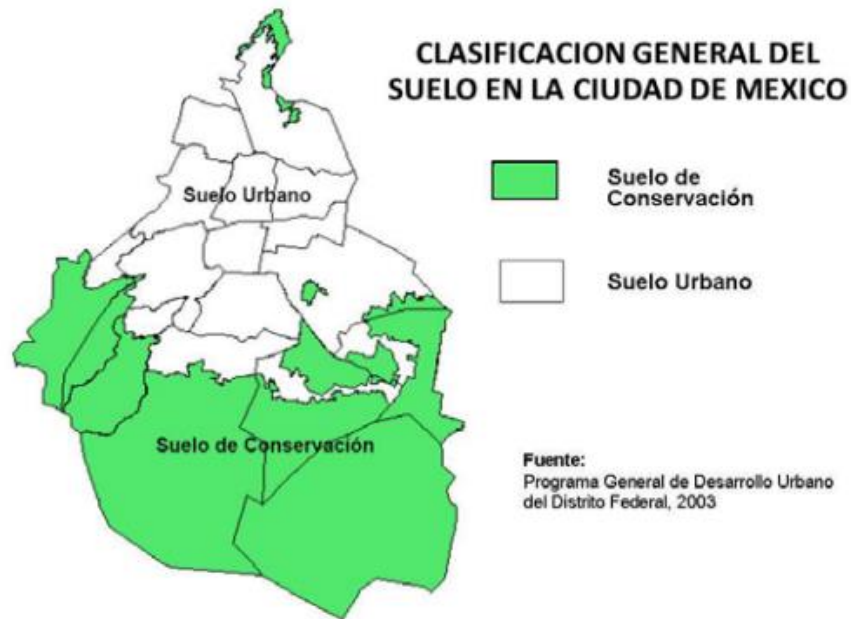 CLASIFICACION GENERAL DEL
SUELO EN LA CIUDAD DE MEXICO
Suelo Urbano
Suelo de Conservación
Suelo de
Conservación
Suelo Urbano
Fuente:
Programa General de Desarrollo Urbano
del Distrito Federal, 2003